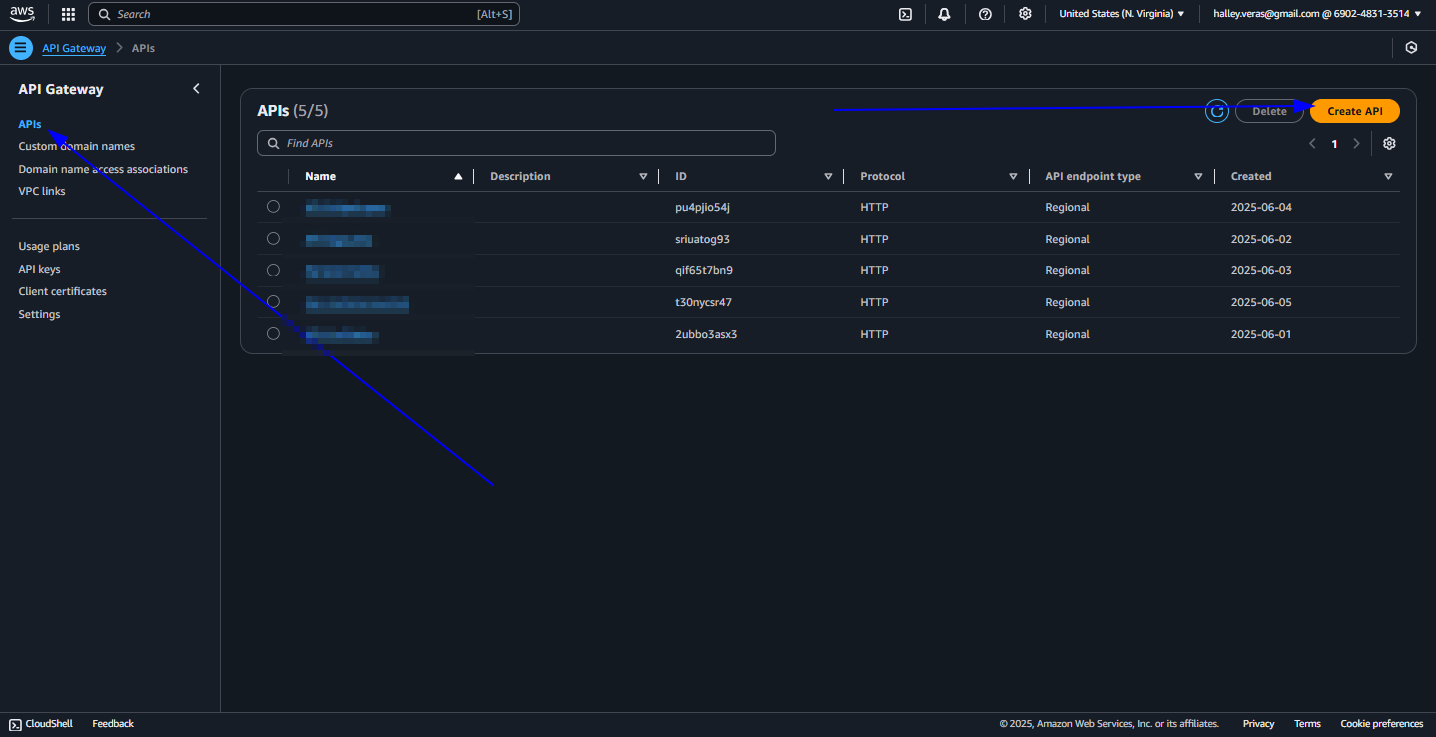 aws
Search [Alt+S]
United States (N. Virginia)
halley.veras@gmail.com @ 6902-4831-3514
API Gateway > APIs
API Gateway
APIs
Custom domain names
Domain name access associations
VPC links
Usage plans
API keys
Client certificates
Settings
APIs (5/5)
Delete
Create API
Find APIs
1
Name Description ID Protocol API endpoint type Created
pu4pjio54j HTTP Regional 2025-06-04
sriuatog93 HTTP Regional 2025-06-02
qif65t7bn9 HTTP Regional 2025-06-03
t30nycsr47 HTTP Regional 2025-06-05
2ubbo3asx3 HTTP Regional 2025-06-01
CloudShell Feedback
© 2025, Amazon Web Services, Inc. or its affiliates. Privacy Terms Cookie preferences